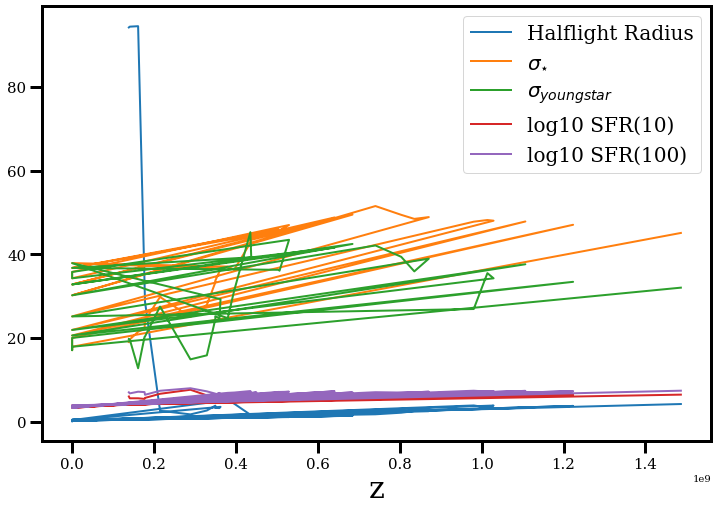 Halflight Radius
σ⋆
σyoungstar
log10 SFR(10)
log10 SFR(100)
80
60
40
20
0
0.0 0.2 0.4 0.6 0.8 1.0 1.2 1.4
1e9
z